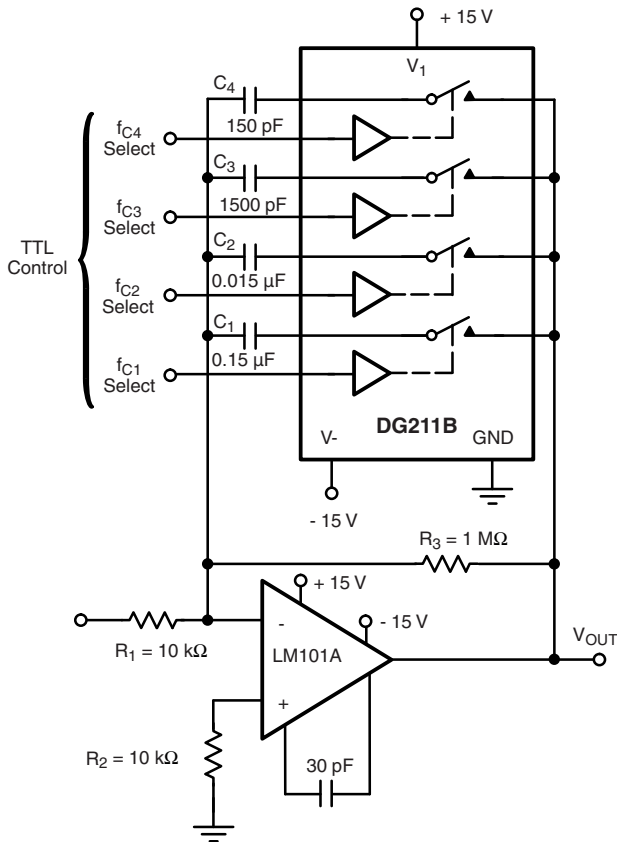 + 15 V
V1
C4
150 pF
fC4
Select
C3
1500 pF
fC3
Select
TTL
Control
C2
0.015 µF
fC2
Select
C1
0.15 µF
fC1
Select
DG211B
V-
GND
- 15 V
R3 = 1 MΩ
+ 15 V
- 15 V
-
LM101A
+
R1 = 10 kΩ
VOUT
R2 = 10 kΩ
30 pF